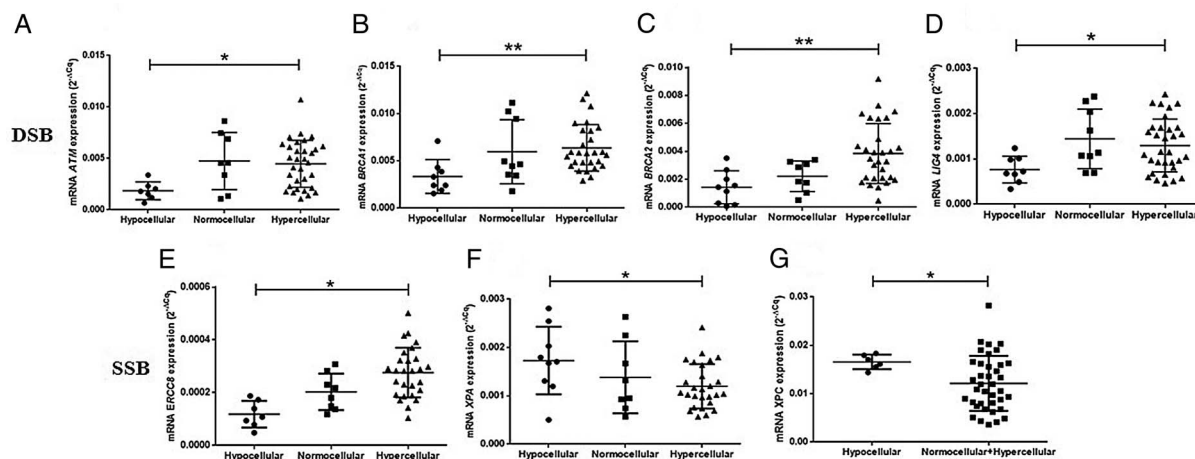 A
mRNA ATM expression (2^-ΔCq)
0.015
0.010
0.005
0.000
*
Hypocellular Normocellular Hypercellular
B
mRNA BRCA1 expression (2^-ΔCq)
0.015
0.010
0.005
0.000
**
Hypocellular Normocellular Hypercellular
C
mRNA BRCA2 expression (2^-ΔCq)
0.010
0.008
0.006
0.004
0.002
0.000
**
Hypocellular Normocellular Hypercellular
D
mRNA LIG4 expression (2^-ΔCq)
0.003
0.002
0.001
0.000
*
Hypocellular Normocellular Hypercellular
DSB
E
mRNA ERCC8 expression (2^-ΔCq)
0.0006
0.0004
0.0002
0.0000
*
Hypocellular Normocellular Hypercellular
F
mRNA XPA expression (2^-ΔCq)
0.003
0.002
0.001
0.000
*
Hypocellular Normocellular Hypercellular
G
mRNA XPC expression (2^-ΔCq)
0.03
0.02
0.01
0.00
*
Hypocellular Normocellular+Hypercellular
SSB